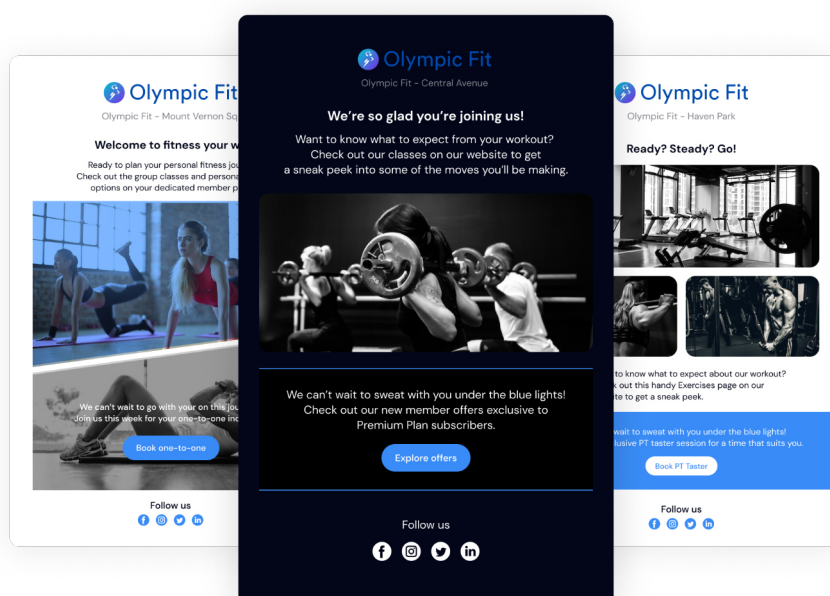 Olympic Fit
Olympic Fit - Mount Vernon Sq
Welcome to fitness your w
Ready to plan your personal fitness jou
Check out the group classes and persona
options on your dedicated member p
We can't wait to go with your on this jou
Join us this week for your one-to-one ind
Book one-to-one
Follow us
Olympic Fit
Olympic Fit - Central Avenue
We're so glad you're joining us!
Want to know what to expect from your workout?
Check out our classes on our website to get
a sneak peek into some of the moves you'll be making.
We can't wait to sweat with you under the blue lights!
Check out our new member offers exclusive to
Premium Plan subscribers.
Explore offers
Follow us
Olympic Fit
Olympic Fit - Haven Park
Ready? Steady? Go!
to know what to expect about our workout?
out this handy Exercises page on our
to get a sneak peek.
wait to sweat with you under the blue lights!
PT taster session for a time that suits you.
Book PT Taster
Follow us